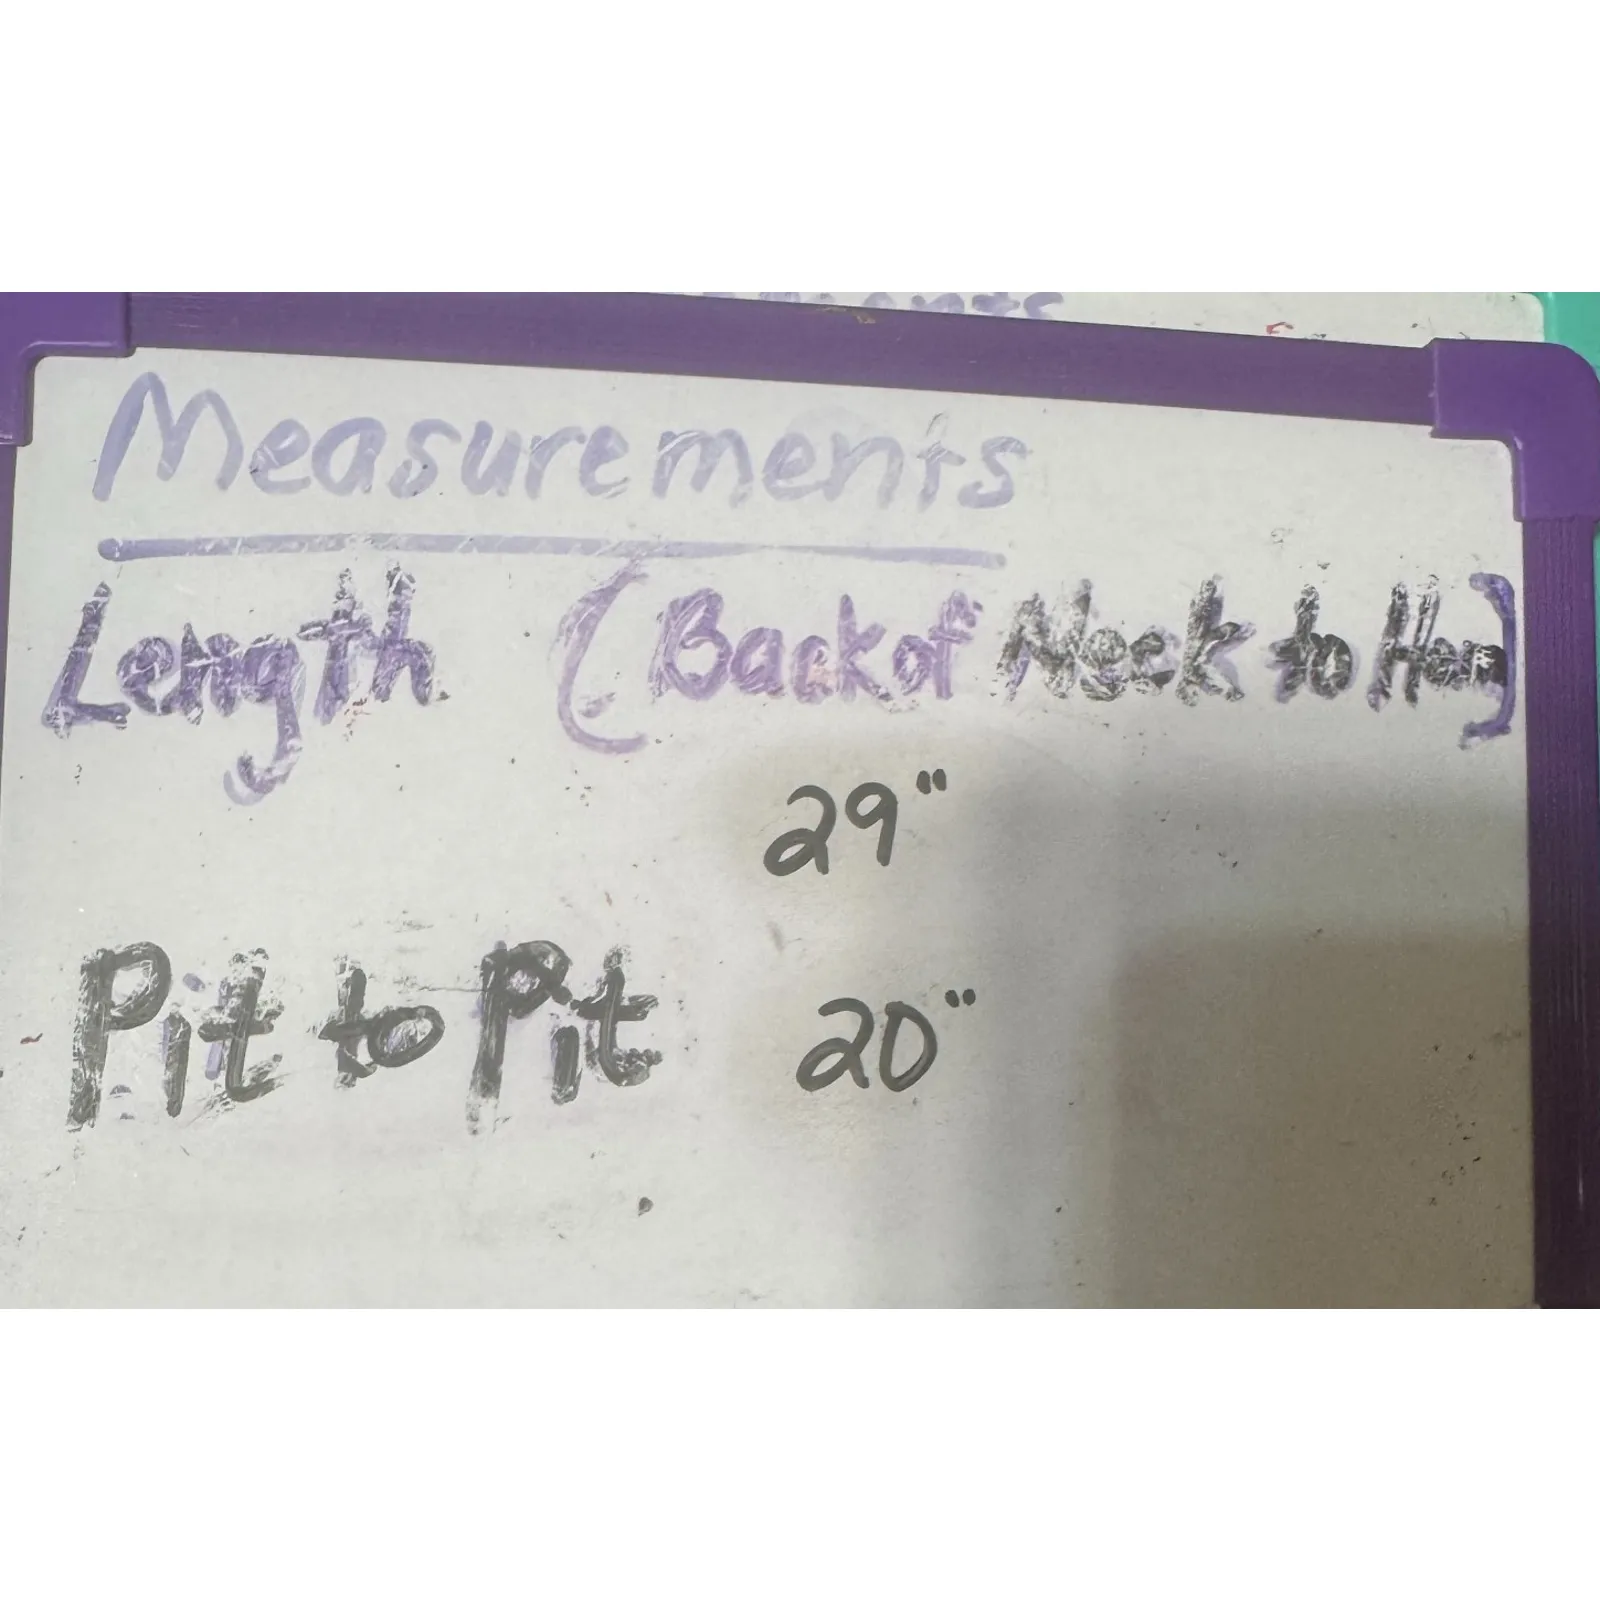 Measurements
Length (Back of Neck to Hem)
29"
Pit to Pit 20"